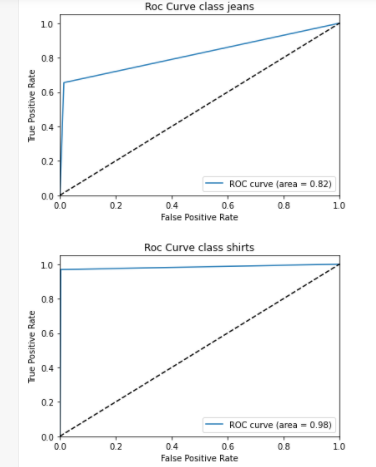 Roc Curve class jeans
1.0
0.8
0.6
0.4
0.2
0.0
True Positive Rate
ROC curve (area = 0.82)
0.0 0.2 0.4 0.6 0.8 1.0
False Positive Rate
Roc Curve class shirts
1.0
0.8
0.6
0.4
0.2
0.0
True Positive Rate
ROC curve (area = 0.98)
0.0 0.2 0.4 0.6 0.8 1.0
False Positive Rate